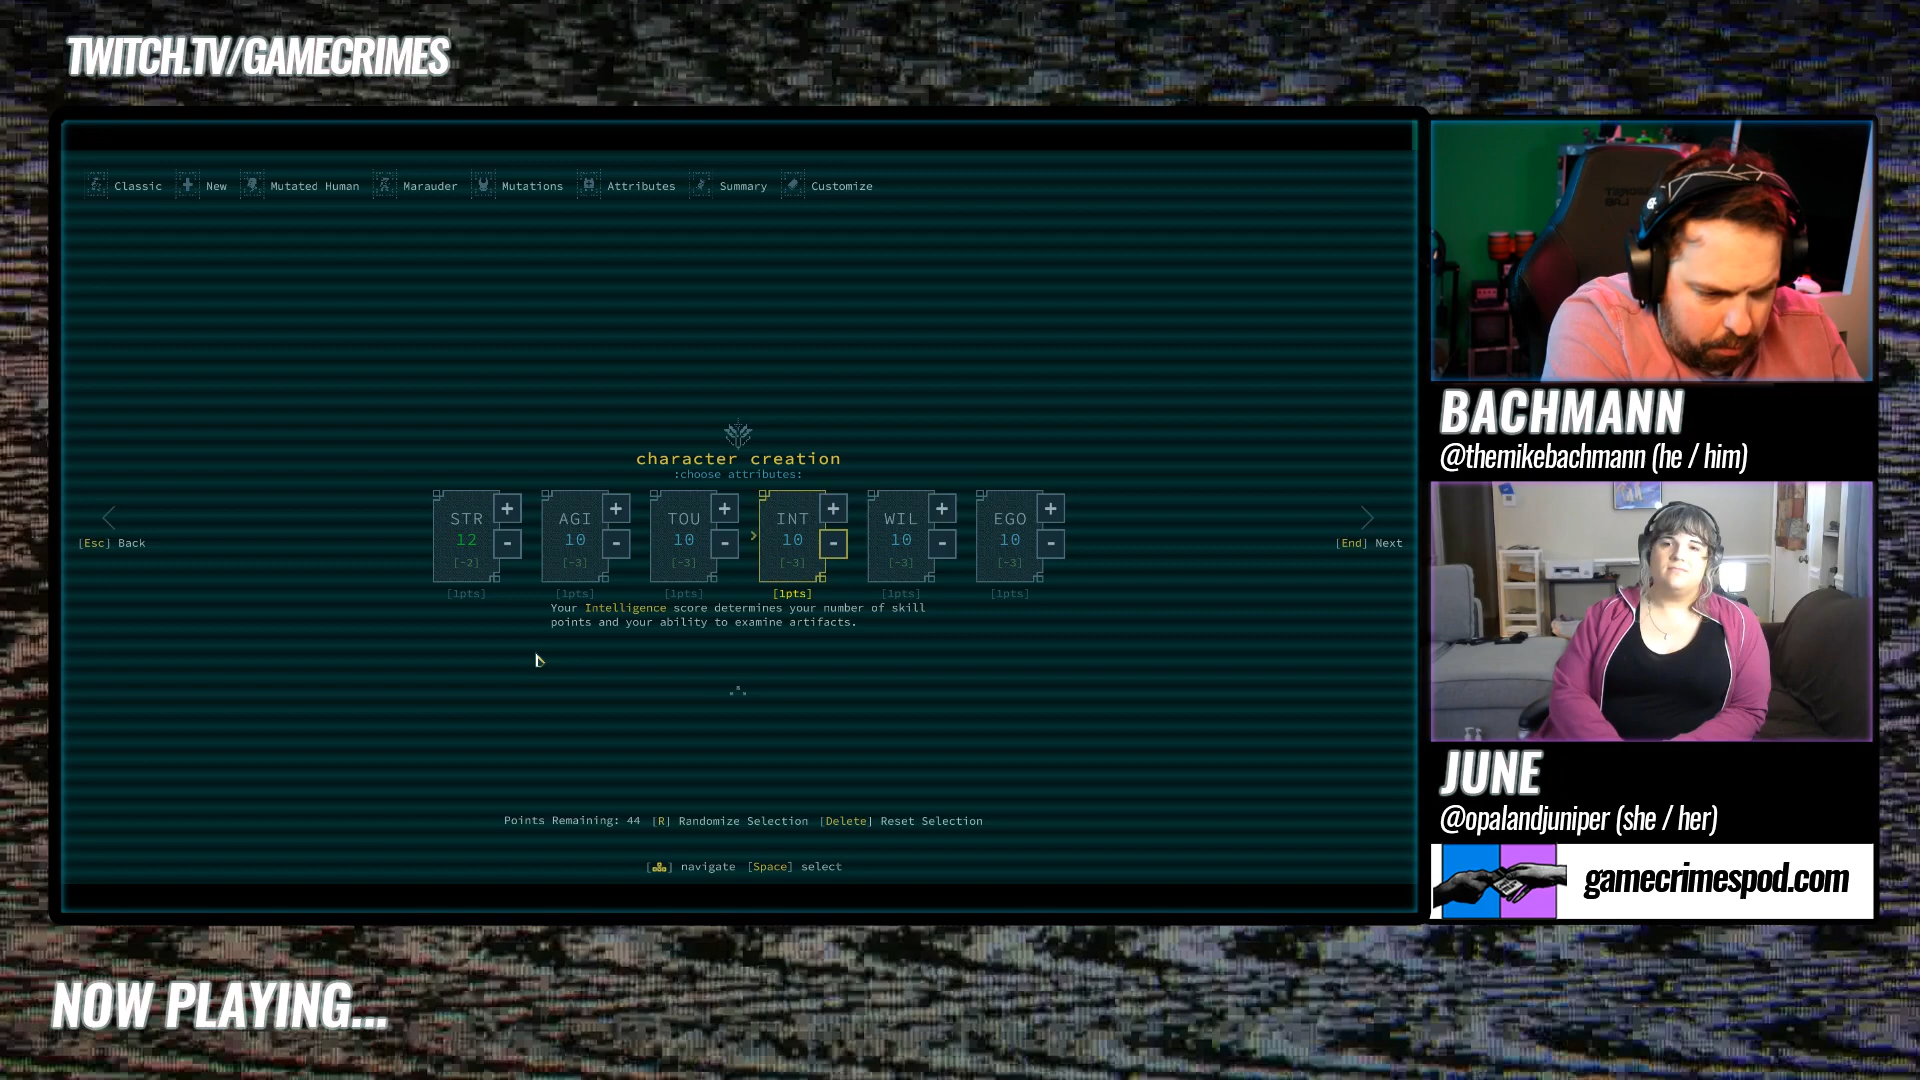 TWITCH.TV/GAMECRIMES
Classic New Mutated Human Marauder Mutations Attributes Summary Customize
character creation
:choose attributes:
STR AGI TOU INT WIL EGO
12 10 10 10 10 10
[-2] [-3] [-3] [-3] [-3] [-3]
[1pts] [1pts] [1pts] [1pts] [1pts] [1pts]
Your Intelligence score determines your number of skill
points and your ability to examine artifacts.
[Esc] Back
[End] Next
Points Remaining: 44 [R] Randomize Selection [Delete] Reset Selection
navigate [Space] select
BACHMANN
@themikebachmann (he / him)
JUNE
@opalandjuniper (she / her)
gamecrimespod.com
NOW PLAYING...